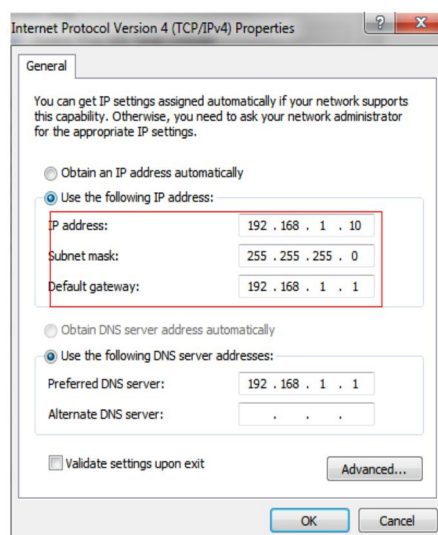 Internet Protocol Version 4 (TCP/IPv4) Properties
General
You can get IP settings assigned automatically if your network supports
this capability. Otherwise, you need to ask your network administrator
for the appropriate IP settings.
Obtain an IP address automatically
Use the following IP address:
IP address: 192 . 168 . 1 . 10
Subnet mask: 255 . 255 . 255 . 0
Default gateway: 192 . 168 . 1 . 1
Obtain DNS server address automatically
Use the following DNS server addresses:
Preferred DNS server: 192 . 168 . 1 . 1
Alternate DNS server: . . .
Validate settings upon exit
Advanced...
OK Cancel